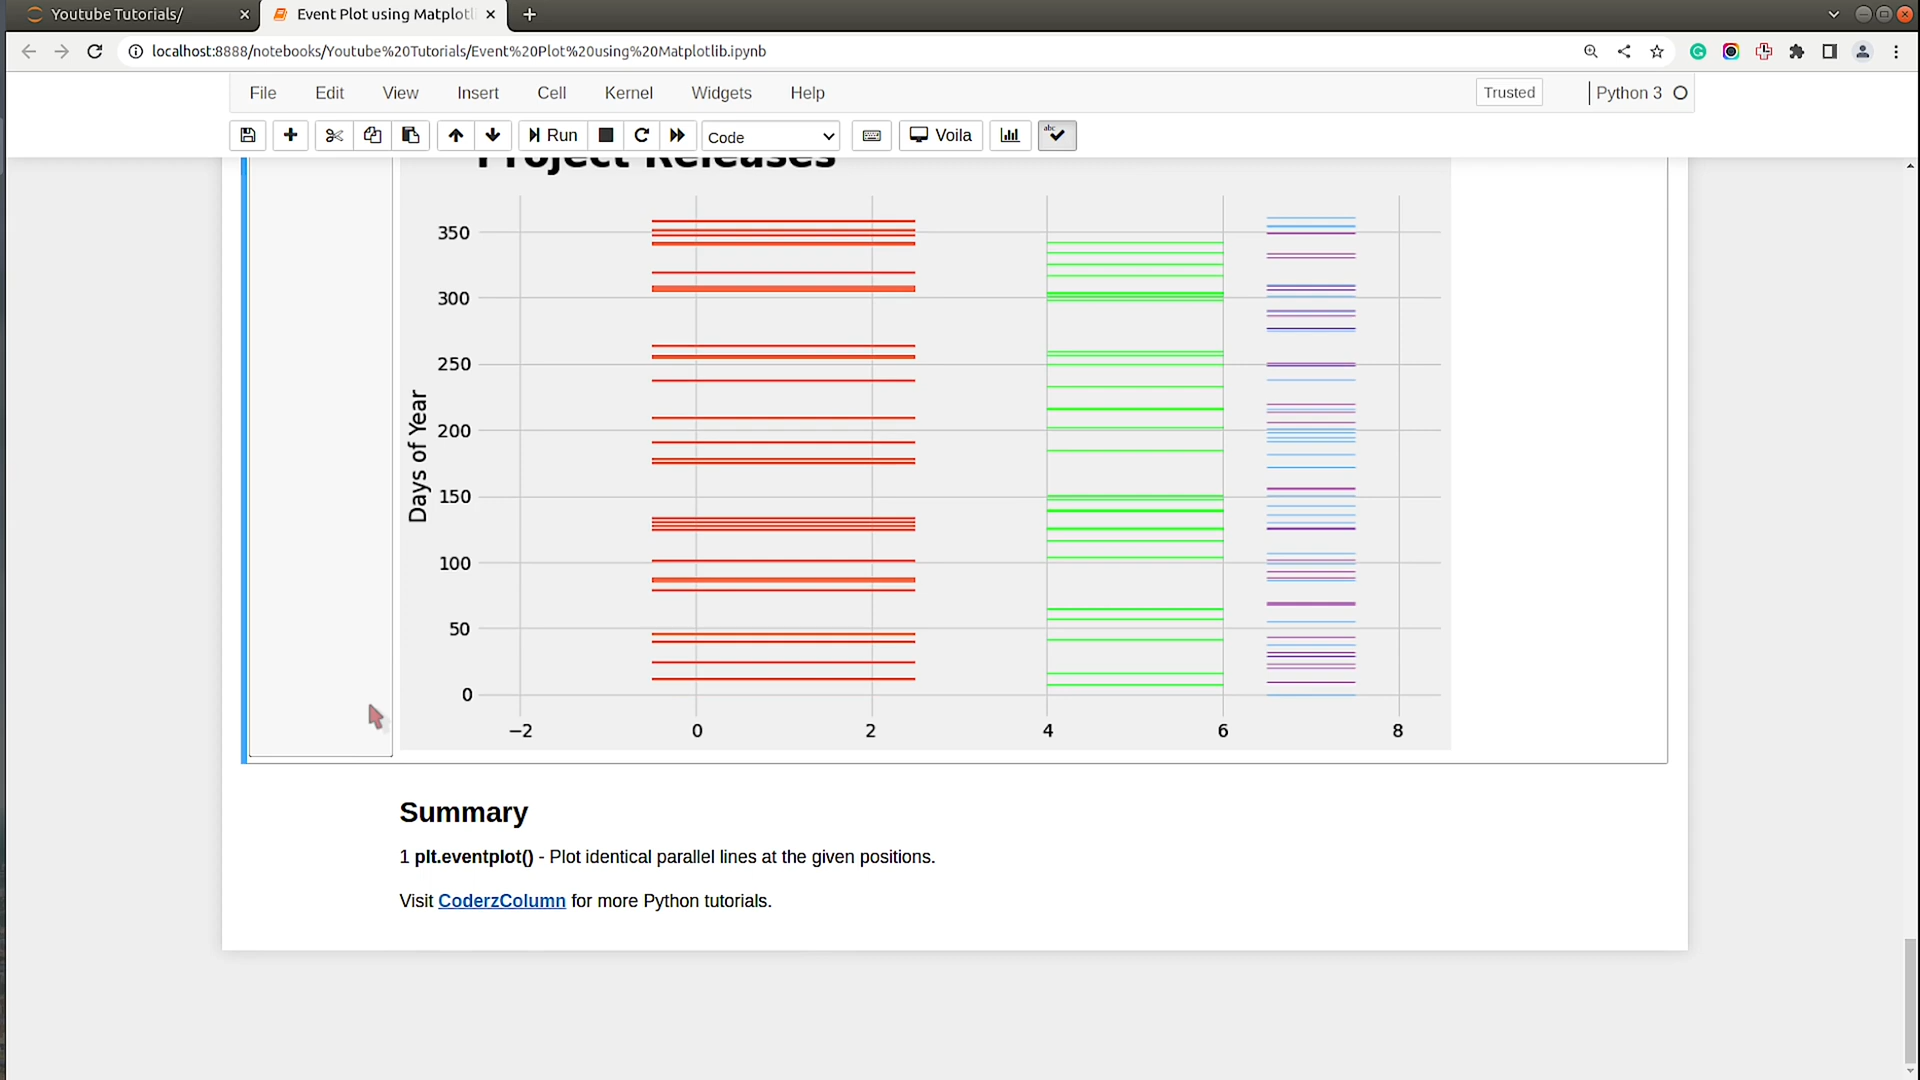 Youtube Tutorials/
Event Plot using Matplotl
localhost:8888/notebooks/Youtube%20Tutorials/Event%20Plot%20using%20Matplotlib.ipynb
File Edit View Insert Cell Kernel Widgets Help Trusted Python 3
Run Code Voila abc
Project Releases
350
300
250
200
150
100
50
0
Days of Year
−2 0 2 4 6 8
Summary
1 plt.eventplot() - Plot identical parallel lines at the given positions.
Visit CoderzColumn for more Python tutorials.